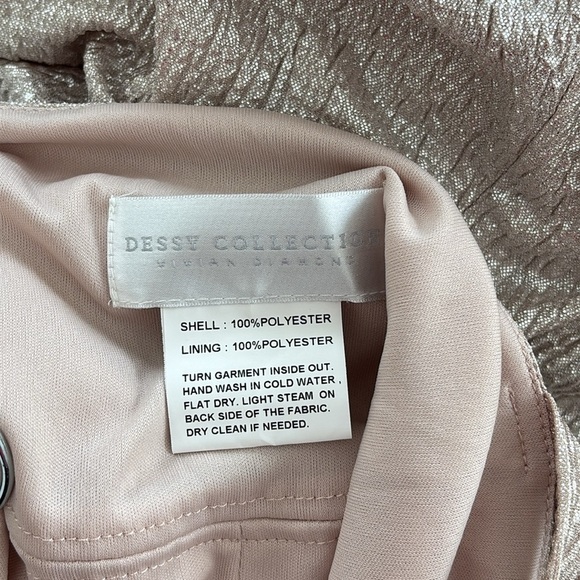 DESSY COLLECTION
VIVIAN DIAMOND
SHELL : 100%POLYESTER
LINING : 100%POLYESTER
TURN GARMENT INSIDE OUT.
HAND WASH IN COLD WATER ,
FLAT DRY. LIGHT STEAM ON
BACK SIDE OF THE FABRIC.
DRY CLEAN IF NEEDED.